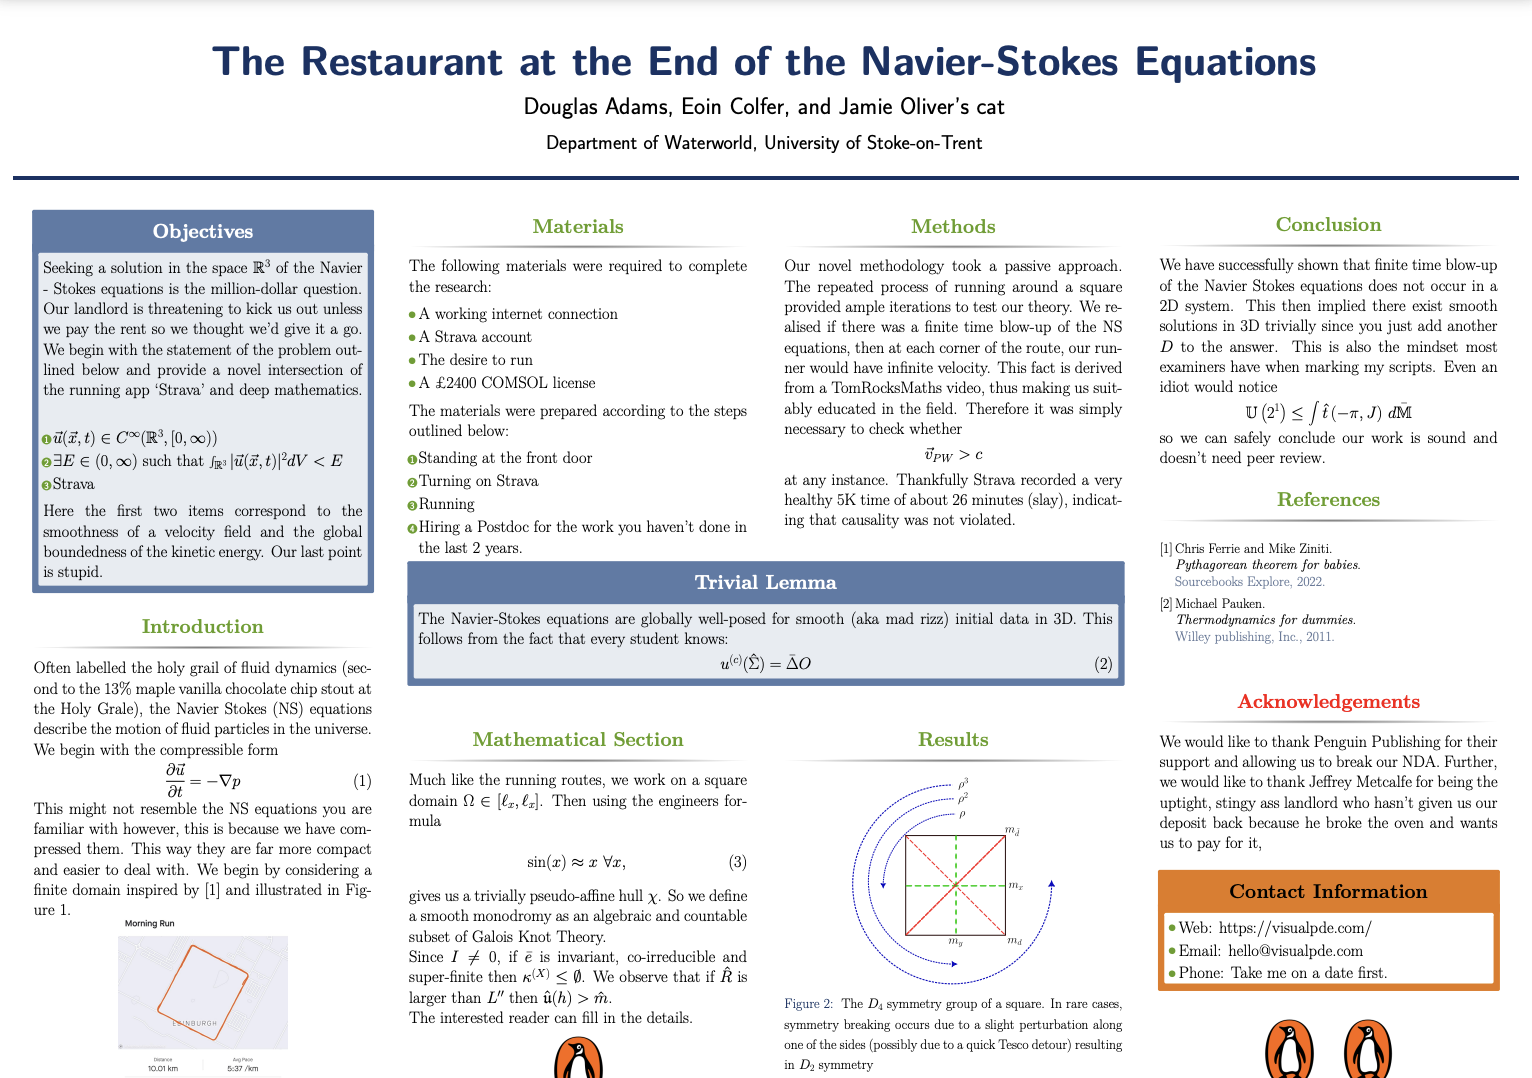 The Restaurant at the End of the Navier-Stokes Equations
Douglas Adams, Eoin Colfer, and Jamie Oliver's cat
Department of Waterworld, University of Stoke-on-Trent
Objectives
Seeking a solution in the space ℝ³ of the Navier
- Stokes equations is the million-dollar question.
Our landlord is threatening to kick us out unless
we pay the rent so we thought we'd give it a go.
We begin with the statement of the problem out-
lined below and provide a novel intersection of
the running app 'Strava' and deep mathematics.
❶ u⃗(x⃗, t) ∈ C^∞(ℝ³, [0, ∞))
❷ ∃E ∈ (0, ∞) such that ∫_ℝ³ |u⃗(x⃗, t)|²dV < E
❸ Strava
Here the first two items correspond to the
smoothness of a velocity field and the global
boundedness of the kinetic energy. Our last point
is stupid.
Introduction
Often labelled the holy grail of fluid dynamics (sec-
ond to the 13% maple vanilla chocolate chip stout at
the Holy Grale), the Navier Stokes (NS) equations
describe the motion of fluid particles in the universe.
We begin with the compressible form
∂u⃗/∂t = −∇p (1)
This might not resemble the NS equations you are
familiar with however, this is because we have com-
pressed them. This way they are far more compact
and easier to deal with. We begin by considering a
finite domain inspired by [1] and illustrated in Fig-
ure 1.
Morning Run
EDINBURGH
Distance Avg Pace
10.01 km 5:37 /km
Materials
The following materials were required to complete
the research:
• A working internet connection
• A Strava account
• The desire to run
• A £2400 COMSOL license
The materials were prepared according to the steps
outlined below:
❶ Standing at the front door
❷ Turning on Strava
❸ Running
❹ Hiring a Postdoc for the work you haven't done in
the last 2 years.
Methods
Our novel methodology took a passive approach.
The repeated process of running around a square
provided ample iterations to test our theory. We re-
alised if there was a finite time blow-up of the NS
equations, then at each corner of the route, our run-
ner would have infinite velocity. This fact is derived
from a TomRocksMaths video, thus making us suit-
ably educated in the field. Therefore it was simply
necessary to check whether
v⃗_PW > c
at any instance. Thankfully Strava recorded a very
healthy 5K time of about 26 minutes (slay), indicat-
ing that causality was not violated.
Trivial Lemma
The Navier-Stokes equations are globally well-posed for smooth (aka mad rizz) initial data in 3D. This
follows from the fact that every student knows:
u^(c)(Σ̂) = Δ̄O (2)
Mathematical Section
Much like the running routes, we work on a square
domain Ω ∈ [ℓ_x, ℓ_x]. Then using the engineers for-
mula
sin(x) ≈ x ∀x, (3)
gives us a trivially pseudo-affine hull χ. So we define
a smooth monodromy as an algebraic and countable
subset of Galois Knot Theory.
Since I ≠ 0, if ē is invariant, co-irreducible and
super-finite then κ^(X) ≤ ∅. We observe that if R̂ is
larger than L″ then û(h) > m̂.
The interested reader can fill in the details.
Results
ρ³
ρ²
ρ
m_d̄
m_x
m_y
m_d
Figure 2: The D₄ symmetry group of a square. In rare cases,
symmetry breaking occurs due to a slight perturbation along
one of the sides (possibly due to a quick Tesco detour) resulting
in D₂ symmetry
Conclusion
We have successfully shown that finite time blow-up
of the Navier Stokes equations does not occur in a
2D system. This then implied there exist smooth
solutions in 3D trivially since you just add another
D to the answer. This is also the mindset most
examiners have when marking my scripts. Even an
idiot would notice
𝕌(2¹) ≤ ∫ t̂(−π, J) d𝕄̄
so we can safely conclude our work is sound and
doesn't need peer review.
References
[1] Chris Ferrie and Mike Ziniti.
Pythagorean theorem for babies.
Sourcebooks Explore, 2022.
[2] Michael Pauken.
Thermodynamics for dummies.
Willey publishing, Inc., 2011.
Acknowledgements
We would like to thank Penguin Publishing for their
support and allowing us to break our NDA. Further,
we would like to thank Jeffrey Metcalfe for being the
uptight, stingy ass landlord who hasn't given us our
deposit back because he broke the oven and wants
us to pay for it,
Contact Information
• Web: https://visualpde.com/
• Email: hello@visualpde.com
• Phone: Take me on a date first.